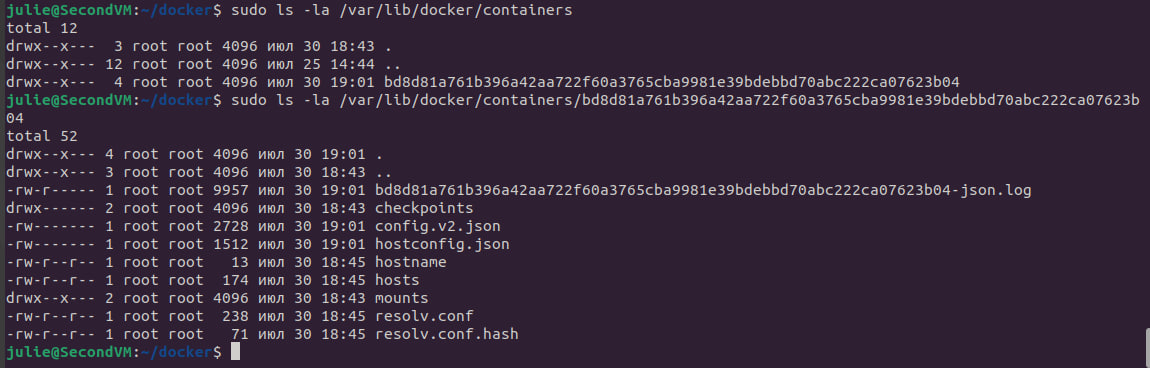 julie@SecondVM:~/docker$ sudo ls -la /var/lib/docker/containers
total 12
drwx--x---  3 root root 4096 июл 30 18:43 .
drwx--x--- 12 root root 4096 июл 25 14:44 ..
drwx--x---  4 root root 4096 июл 30 19:01 bd8d81a761b396a42aa722f60a3765cba9981e39bdebbd70abc222ca07623b04
julie@SecondVM:~/docker$ sudo ls -la /var/lib/docker/containers/bd8d81a761b396a42aa722f60a3765cba9981e39bdebbd70abc222ca07623b
04
total 52
drwx--x--- 4 root root 4096 июл 30 19:01 .
drwx--x--- 3 root root 4096 июл 30 18:43 ..
-rw-r----- 1 root root 9957 июл 30 19:01 bd8d81a761b396a42aa722f60a3765cba9981e39bdebbd70abc222ca07623b04-json.log
drwx------ 2 root root 4096 июл 30 18:43 checkpoints
-rw------- 1 root root 2728 июл 30 19:01 config.v2.json
-rw------- 1 root root 1512 июл 30 19:01 hostconfig.json
-rw-r--r-- 1 root root   13 июл 30 18:45 hostname
-rw-r--r-- 1 root root  174 июл 30 18:45 hosts
drwx--x--- 2 root root 4096 июл 30 18:43 mounts
-rw-r--r-- 1 root root  238 июл 30 18:45 resolv.conf
-rw-r--r-- 1 root root   71 июл 30 18:45 resolv.conf.hash
julie@SecondVM:~/docker$